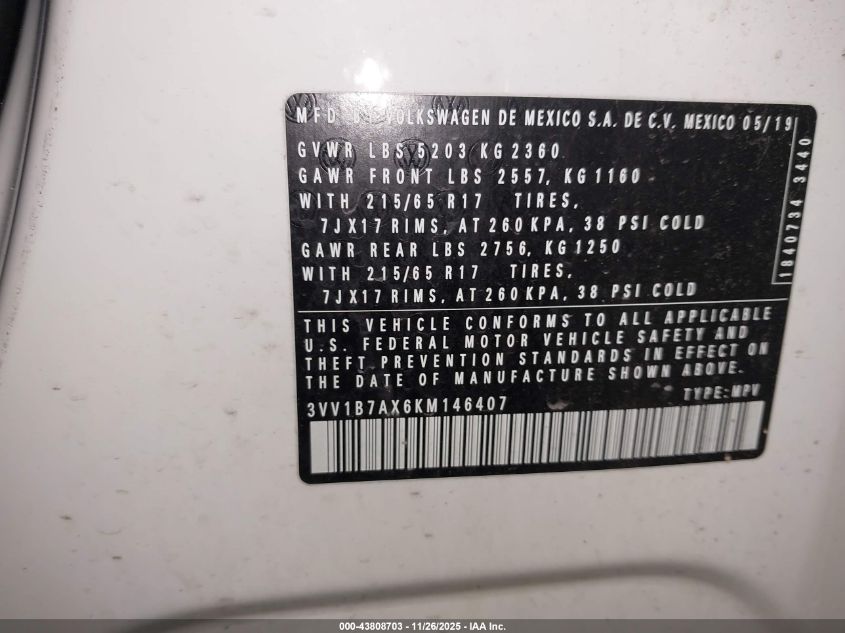 MFD BY VOLKSWAGEN DE MEXICO S.A. DE C.V. MEXICO 05/19
GVWR LBS 5203 KG 2360
GAWR FRONT LBS 2557, KG 1160
WITH 215/65 R17 TIRES,
7JX17 RIMS, AT 260 KPA, 38 PSI COLD
GAWR REAR LBS 2756, KG 1250
WITH 215/65 R17 TIRES,
7JX17 RIMS, AT 260 KPA, 38 PSI COLD
1840734 3440
THIS VEHICLE CONFORMS TO ALL APPLICABLE
U.S. FEDERAL MOTOR VEHICLE SAFETY AND
THEFT PREVENTION STANDARDS IN EFFECT ON
THE DATE OF MANUFACTURE SHOWN ABOVE.
TYPE: MPV
3VV1B7AX6KM146407
000-43808703 - 11/26/2025 - IAA Inc.